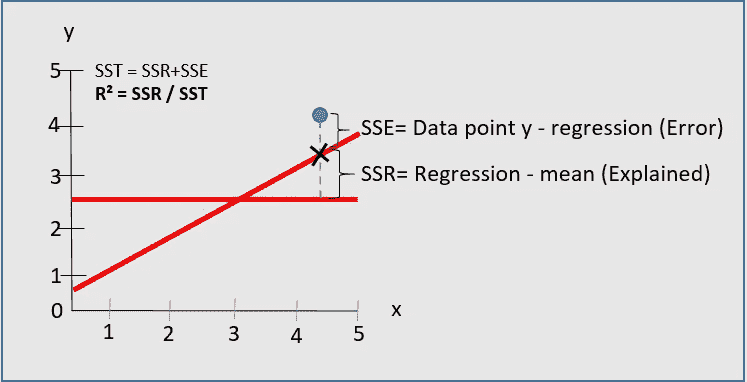 y
5
SST = SSR+SSE
R² = SSR / SST
4
SSE= Data point y - regression (Error)
3
SSR= Regression - mean (Explained)
2
1
0
x
1 2 3 4 5